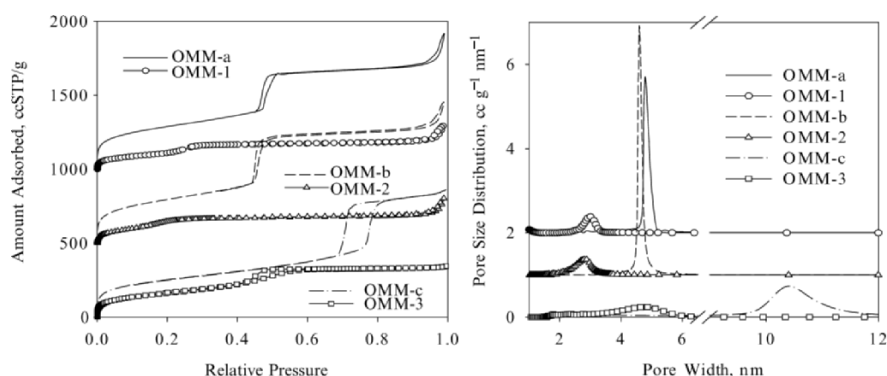 2000
1500
1000
500
0
Amount Adsorbed, ccSTP/g
OMM-a
OMM-1
OMM-b
OMM-2
OMM-c
OMM-3
0.0 0.2 0.4 0.6 0.8 1.0
Relative Pressure
6
4
2
0
Pore Size Distribution, cc g⁻¹ nm⁻¹
OMM-a
OMM-1
OMM-b
OMM-2
OMM-c
OMM-3
2 4 6 10 12
Pore Width, nm